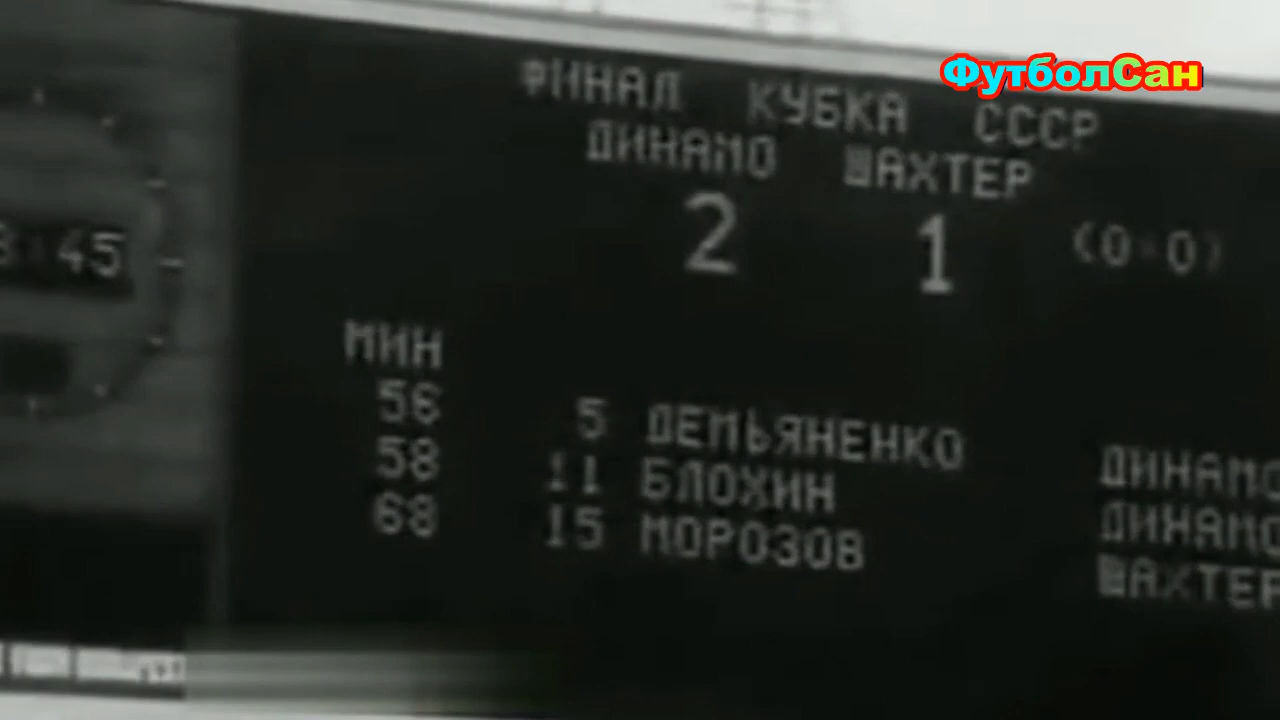 ФутболСан
ФИНАЛ КУБКА СССР
ДИНАМО ШАХТЕР
2 1 (0:0)
45
МИН
56 5 ДЕМЬЯНЕНКО ДИНАМО
58 11 БЛОХИН ДИНАМО
68 15 МОРОЗОВ ШАХТЕР